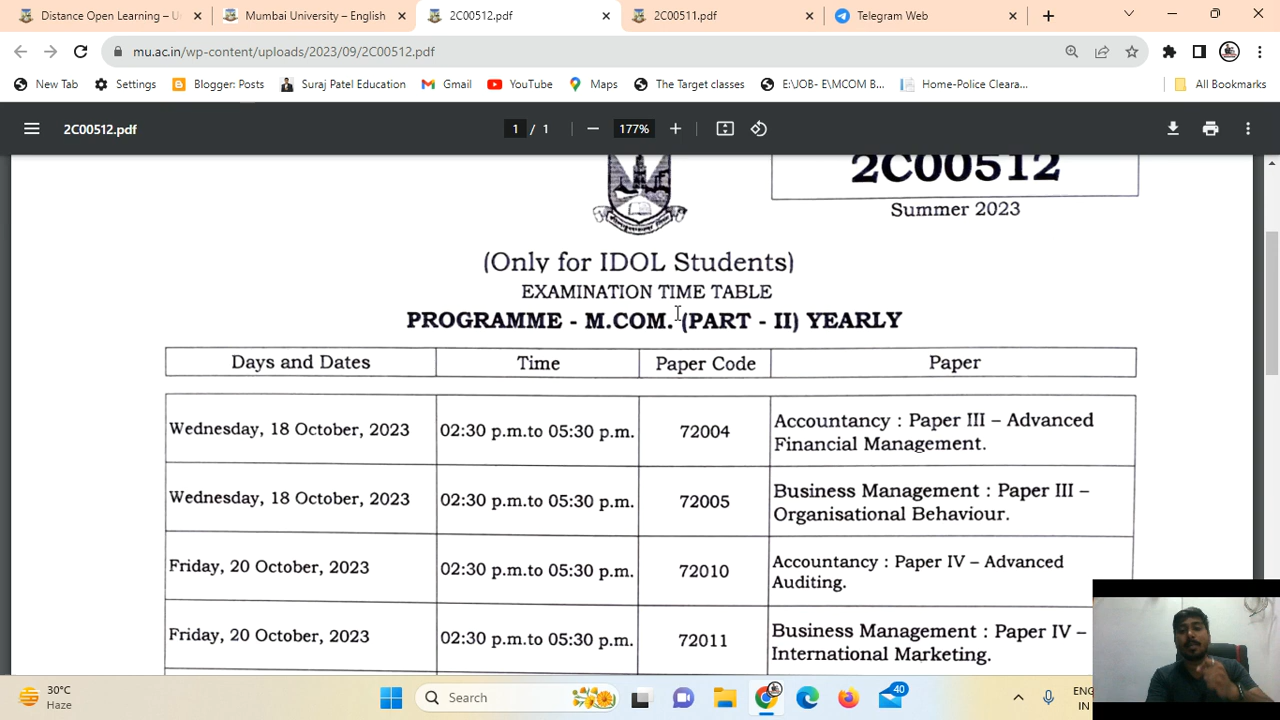 Distance Open Learning – U
Mumbai University – English
2C00512.pdf
2C00511.pdf
Telegram Web
mu.ac.in/wp-content/uploads/2023/09/2C00512.pdf
New Tab
Settings
Blogger: Posts
Suraj Patel Education
Gmail
YouTube
Maps
The Target classes
E:\JOB- E\MCOM B...
Home-Police Cleara...
All Bookmarks
2C00512.pdf
1 / 1
177%
2C00512
Summer 2023
(Only for IDOL Students)
EXAMINATION TIME TABLE
PROGRAMME - M.COM. (PART - II) YEARLY
Days and Dates Time Paper Code Paper
Wednesday, 18 October, 2023 02:30 p.m.to 05:30 p.m. 72004 Accountancy : Paper III – Advanced
Financial Management.
Wednesday, 18 October, 2023 02:30 p.m.to 05:30 p.m. 72005 Business Management : Paper III –
Organisational Behaviour.
Friday, 20 October, 2023 02:30 p.m.to 05:30 p.m. 72010 Accountancy : Paper IV – Advanced
Auditing.
Friday, 20 October, 2023 02:30 p.m.to 05:30 p.m. 72011 Business Management : Paper IV –
International Marketing.
30°C
Haze
Search
40
ENG
IN